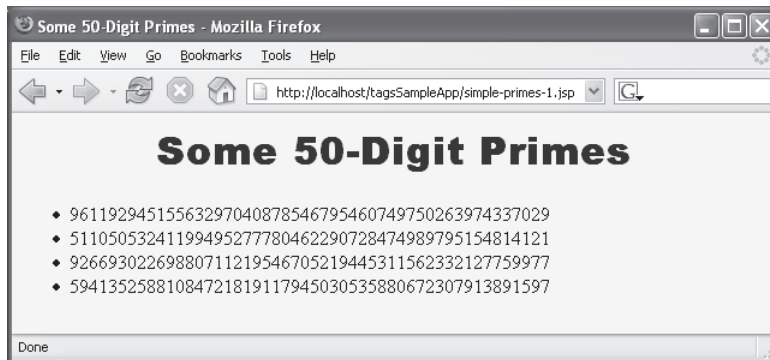 Some 50-Digit Primes - Mozilla Firefox
File Edit View Go Bookmarks Tools Help
http://localhost/tagsSampleApp/simple-primes-1.jsp G
Some 50-Digit Primes
• 96119294515563297040878546795460749750263974337029
• 51105053241199495277780462290728474989795154814121
• 92669302269880711219546705219445311562332127759977
• 59413525881084721819117945030535880672307913891597
Done